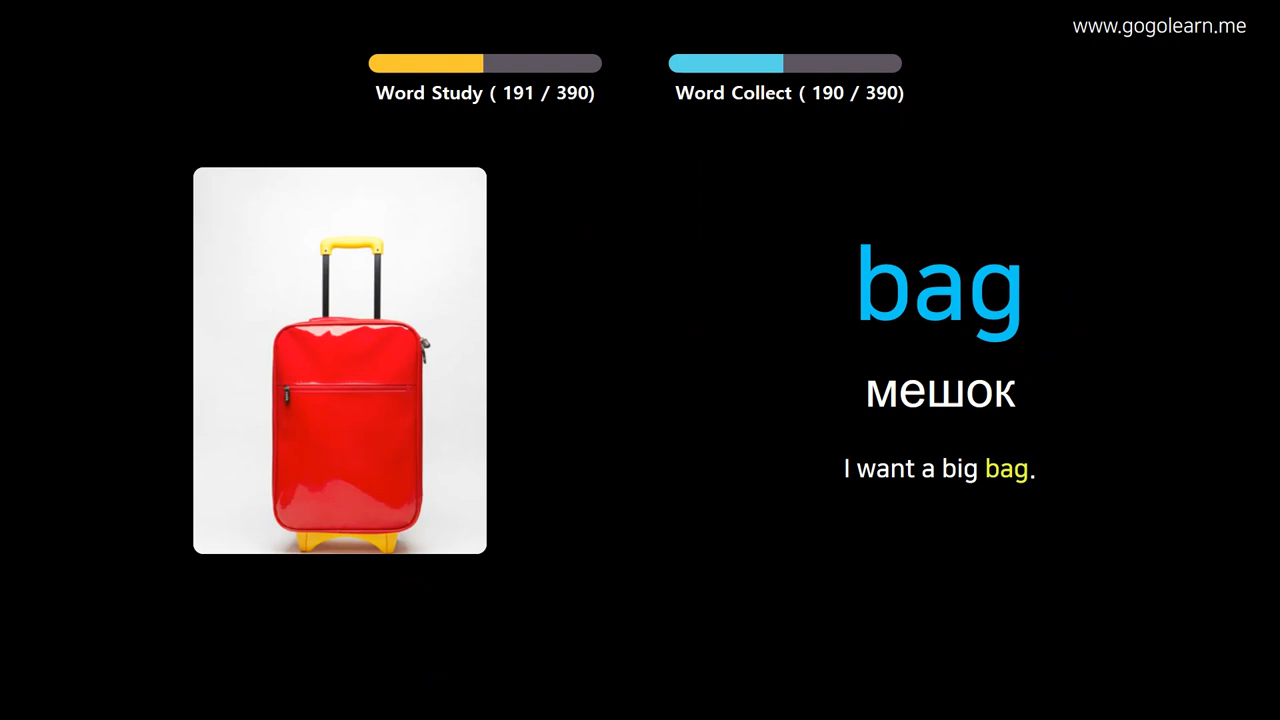 www.gogolearn.me
Word Study ( 191 / 390)
Word Collect ( 190 / 390)
bag
мешок
I want a big bag.